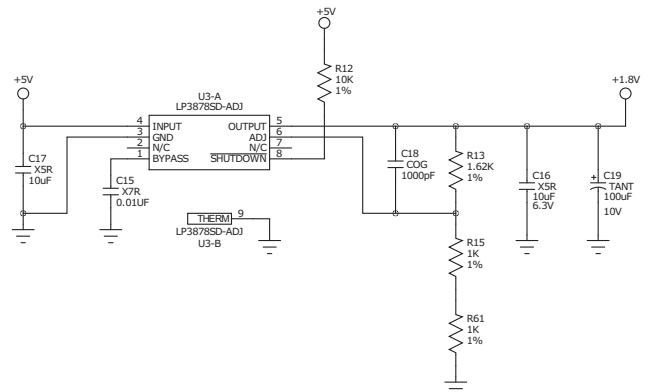 +5V
+5V
R12
10K
1%
+1.8V
U3-A
LP3878SD-ADJ
4 INPUT OUTPUT 5
3 GND ADJ 6
2 N/C N/C 7
1 BYPASS SHUTDOWN 8
C17
X5R
10uF
C15
X7R
0.01UF
THERM 9
LP3878SD-ADJ
U3-B
C18
COG
1000pF
R13
1.62K
1%
C16
X5R
10uF
6.3V
+ C19
TANT
100uF
10V
R15
1K
1%
R61
1K
1%